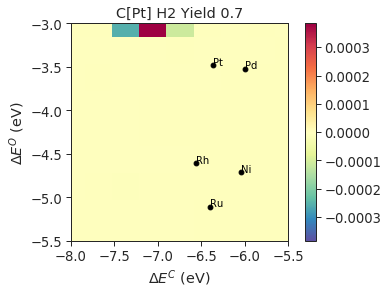 C[Pt] H2 Yield 0.7
−3.0
−3.5
−4.0
−4.5
−5.0
−5.5
ΔE^O (eV)
Pt
Pd
Rh
Ni
Ru
−8.0 −7.5 −7.0 −6.5 −6.0 −5.5
ΔE^C (eV)
0.0003
0.0002
0.0001
0.0000
−0.0001
−0.0002
−0.0003